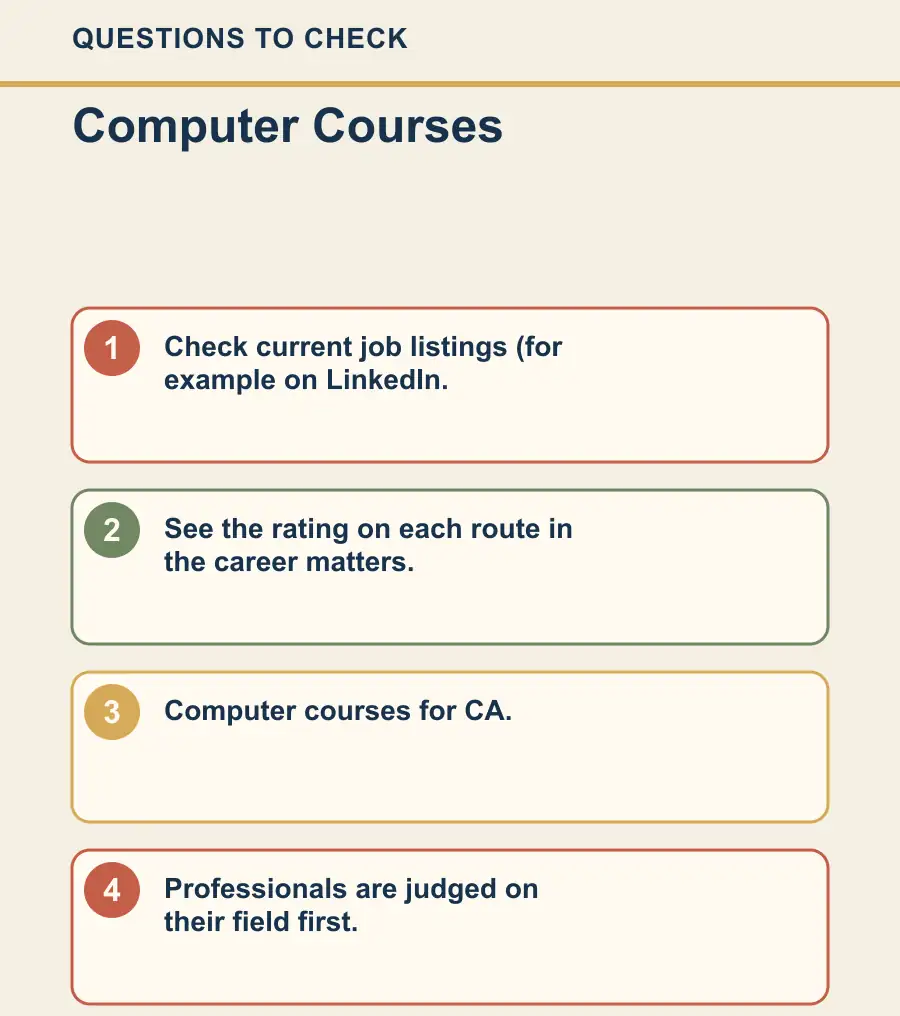 QUESTIONS TO CHECK
Computer Courses
1
Check current job listings (for
example on LinkedIn.
2
See the rating on each route in
the career matters.
3
Computer courses for CA.
4
Professionals are judged on
their field first.